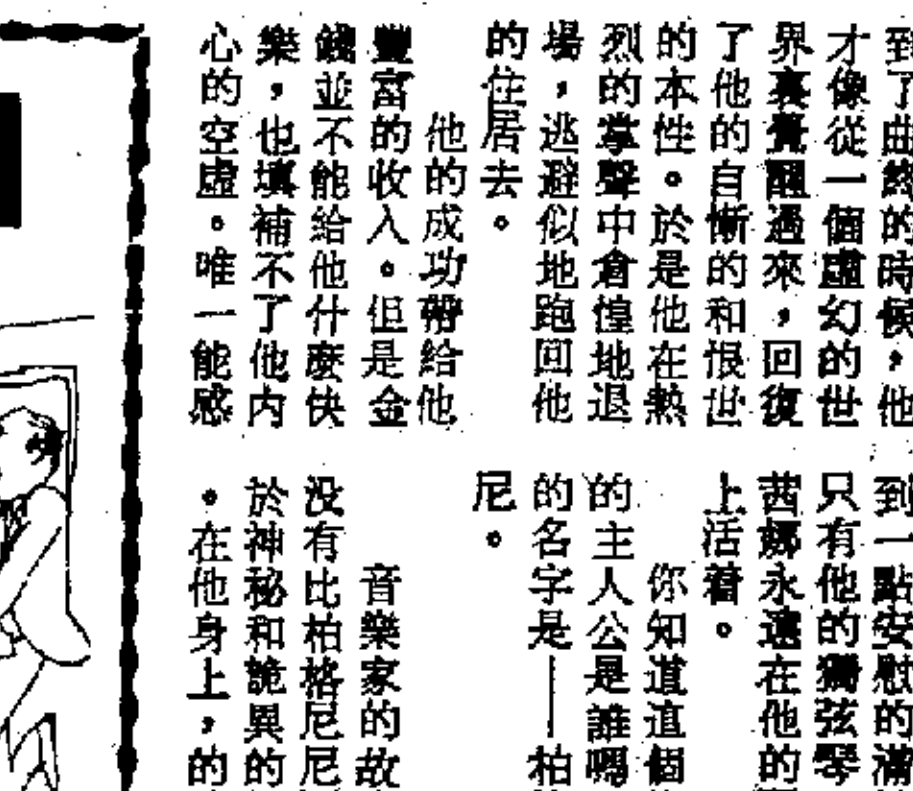 到了曲終的時候，他
才像從一個虛幻的世
界裏覺醒過來，回復
了他的自慚的和恨世
的本性。於是他在熱
烈的掌聲中倉惶地退
場，逃避似地跑回他
的住居去。
他的成功帶給他
豐富的收入。但是金
錢並不能給他什麼快
樂，也填補不了他内
心的空虛。唯一能感
到一點安慰的滿
只有他的獨弦琴
茜娜永遠在他的
上活着。
你知道這個
的主人公是誰嗎
的名字是——柏
尼。
音樂家的故
没有比柏格尼尼
於神秘和詭異的
。在他身上，的